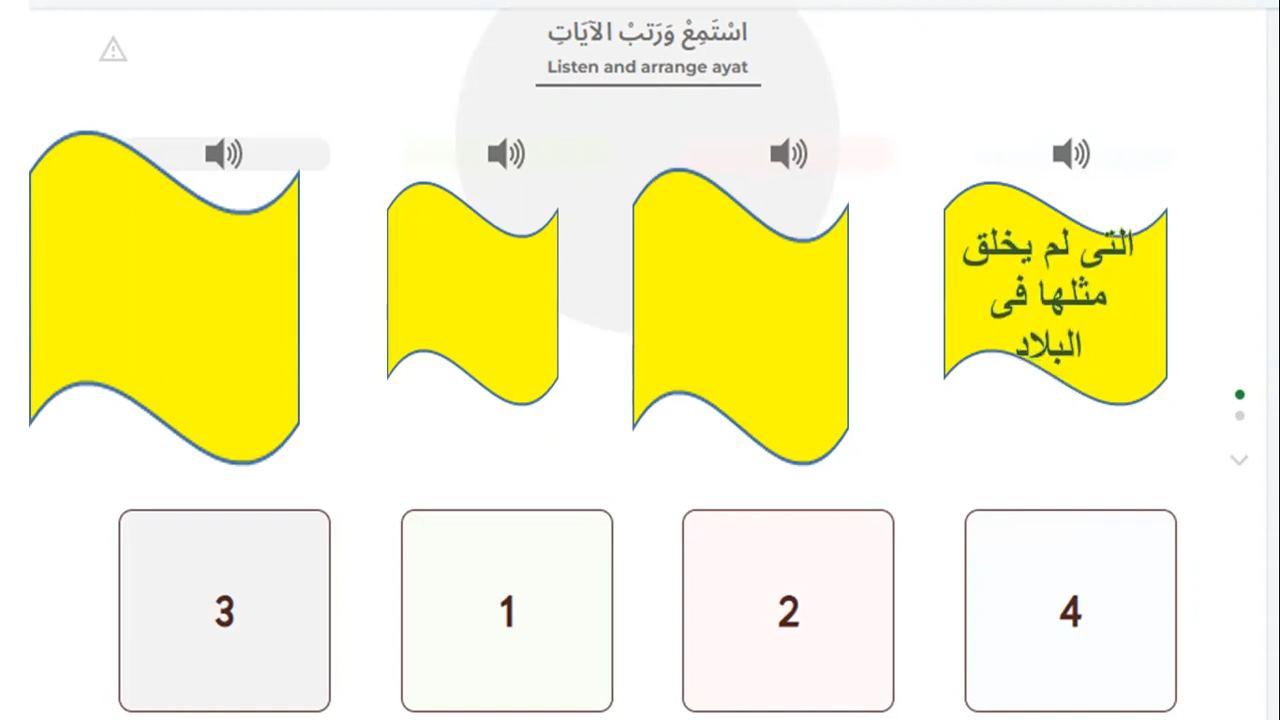 اسْتَمِعْ وَرَتبْ الآيَاتِ
Listen and arrange ayat
التى لم يخلق
مثلها فى
البلاد
3
1
2
4